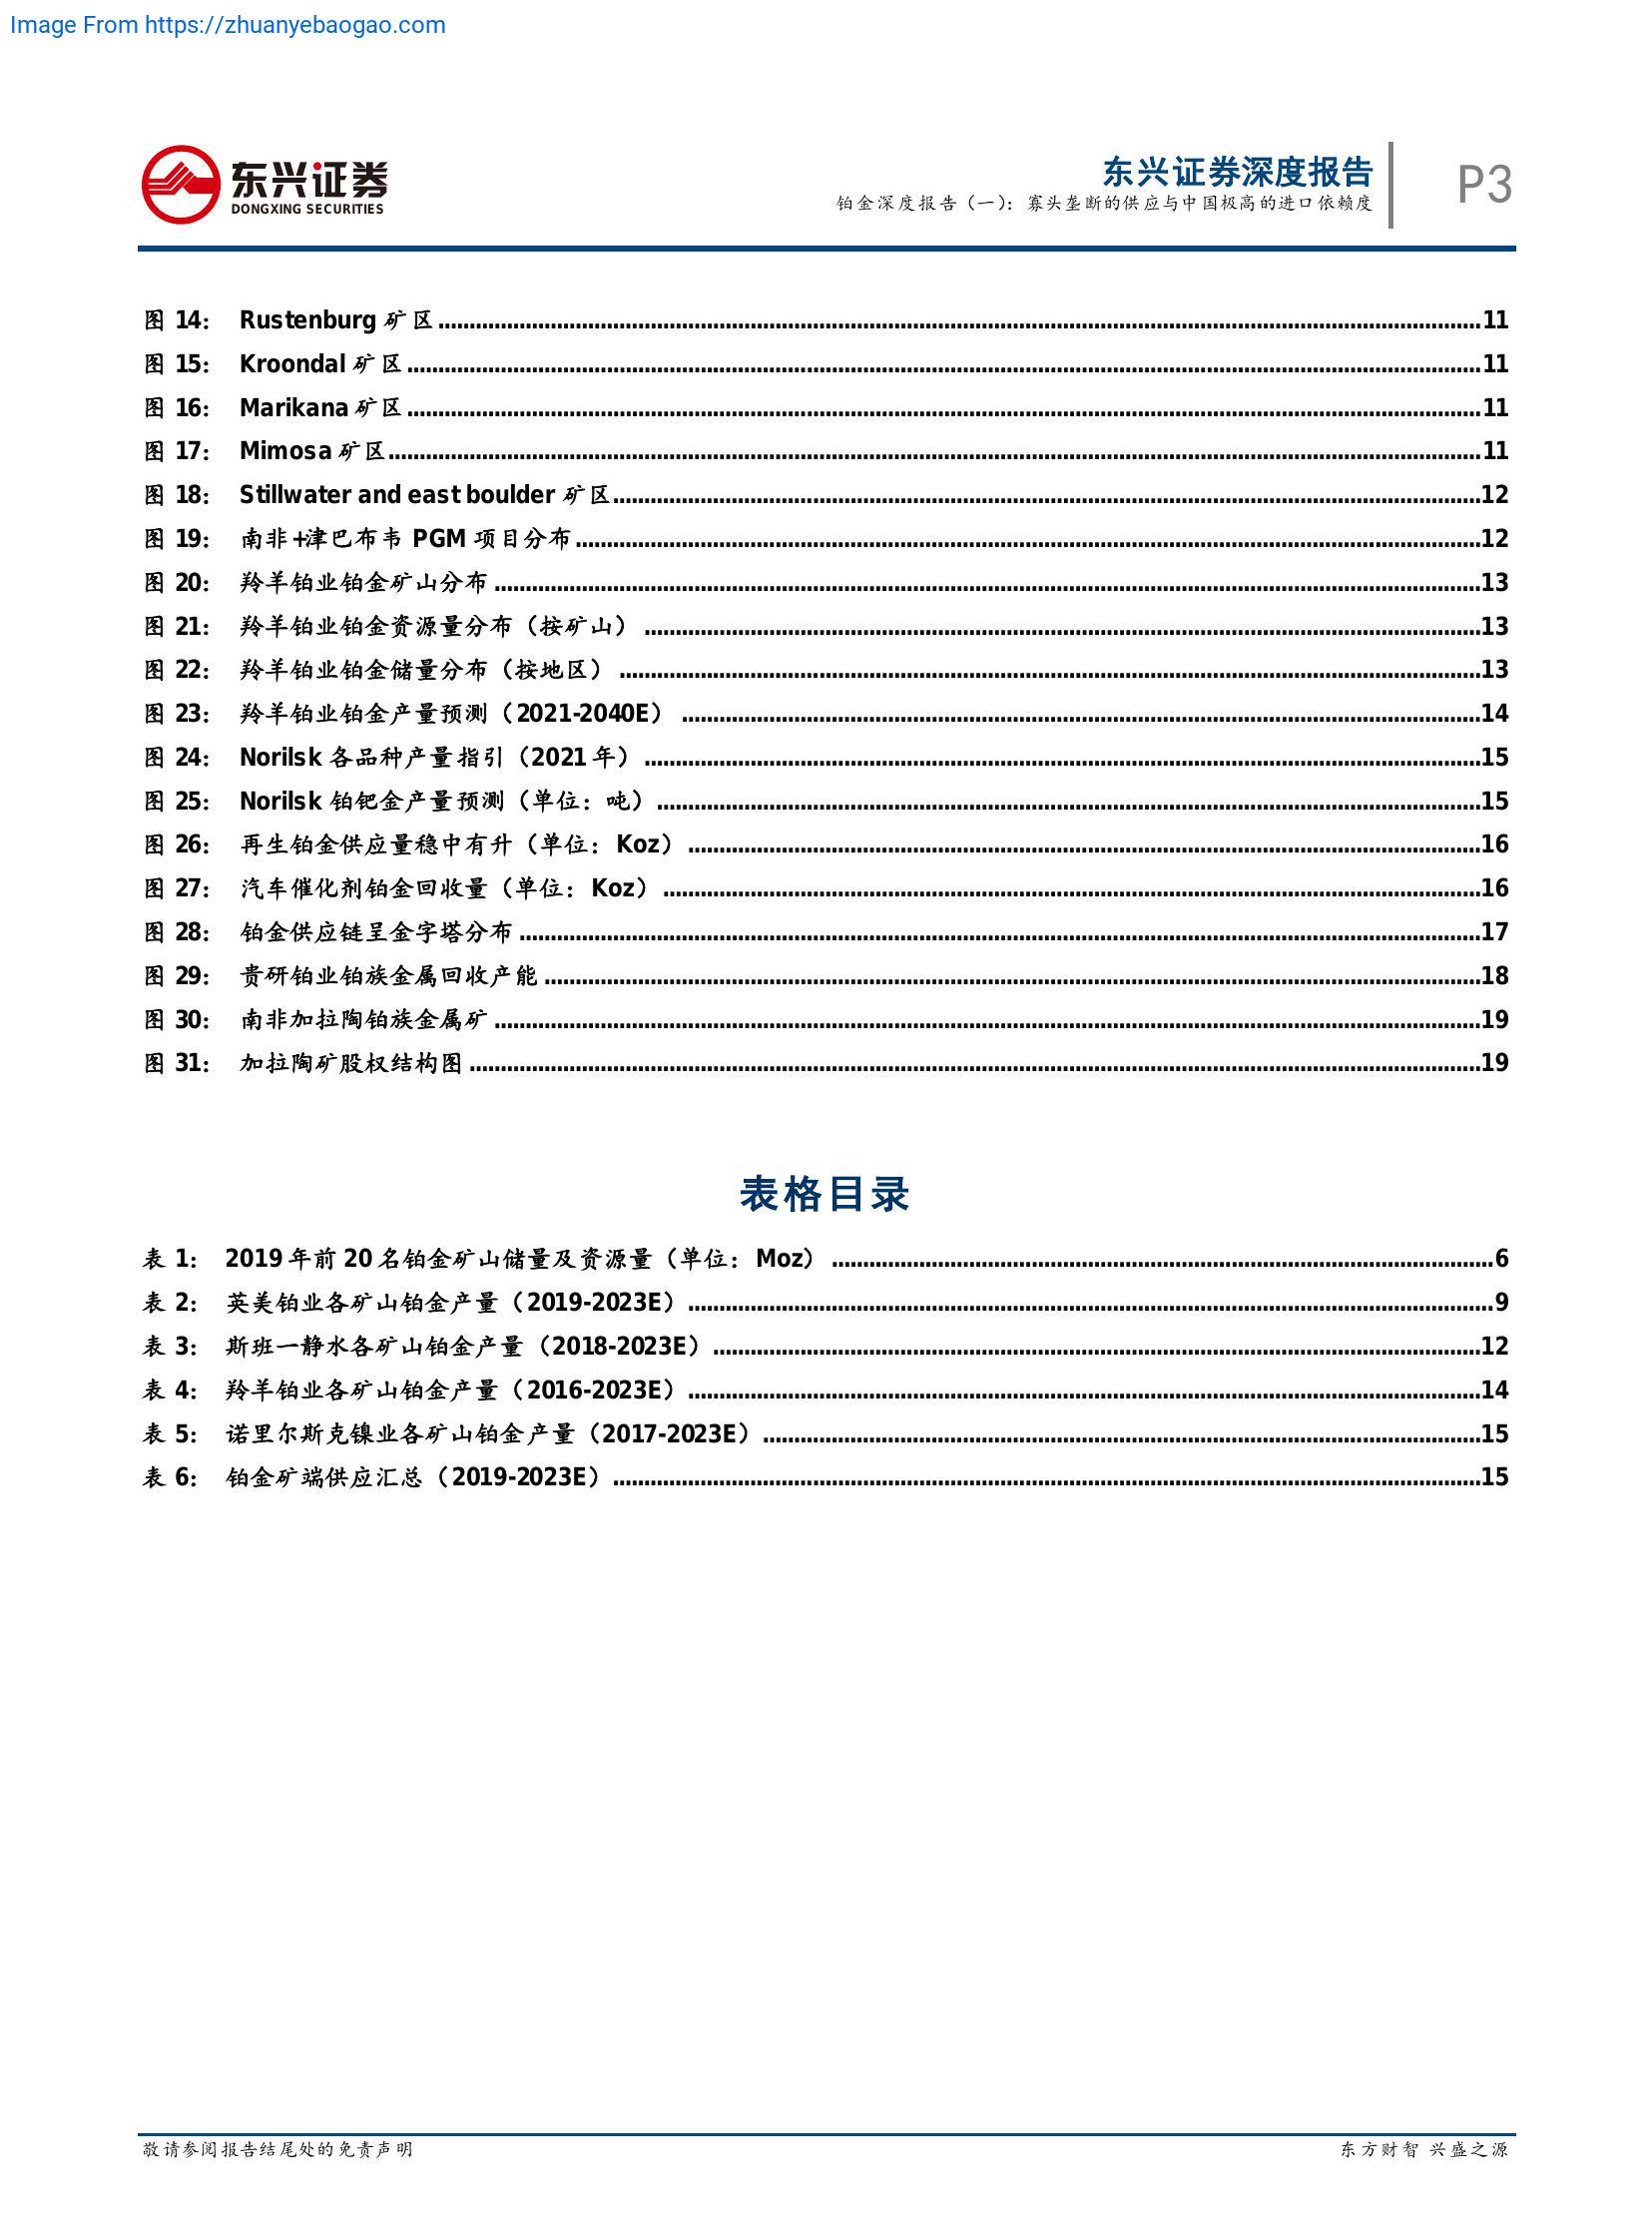 Image From https://zhuanyebaogao.com
东兴证券
DONGXING SECURITIES
东兴证券深度报告
铂金深度报告（一）：寡头垄断的供应与中国极高的进口依赖度
P3
图 14： Rustenburg 矿区 11
图 15： Kroondal 矿区 11
图 16： Marikana 矿区 11
图 17： Mimosa 矿区 11
图 18： Stillwater and east boulder 矿区 12
图 19： 南非+津巴布韦 PGM 项目分布 12
图 20： 羚羊铂业铂金矿山分布 13
图 21： 羚羊铂业铂金资源量分布（按矿山） 13
图 22： 羚羊铂业铂金储量分布（按地区） 13
图 23： 羚羊铂业铂金产量预测（2021-2040E） 14
图 24： Norilsk 各品种产量指引（2021 年） 15
图 25： Norilsk 铂钯金产量预测（单位：吨） 15
图 26： 再生铂金供应量稳中有升（单位：Koz） 16
图 27： 汽车催化剂铂金回收量（单位：Koz） 16
图 28： 铂金供应链呈金字塔分布 17
图 29： 贵研铂业铂族金属回收产能 18
图 30： 南非加拉陶铂族金属矿 19
图 31： 加拉陶矿股权结构图 19
表格目录
表 1： 2019 年前 20 名铂金矿山储量及资源量（单位：Moz） 6
表 2： 英美铂业各矿山铂金产量（2019-2023E） 9
表 3： 斯班一静水各矿山铂金产量（2018-2023E） 12
表 4： 羚羊铂业各矿山铂金产量（2016-2023E） 14
表 5： 诺里尔斯克镍业各矿山铂金产量（2017-2023E） 15
表 6： 铂金矿端供应汇总（2019-2023E） 15
敬请参阅报告结尾处的免责声明
东方财智 兴盛之源